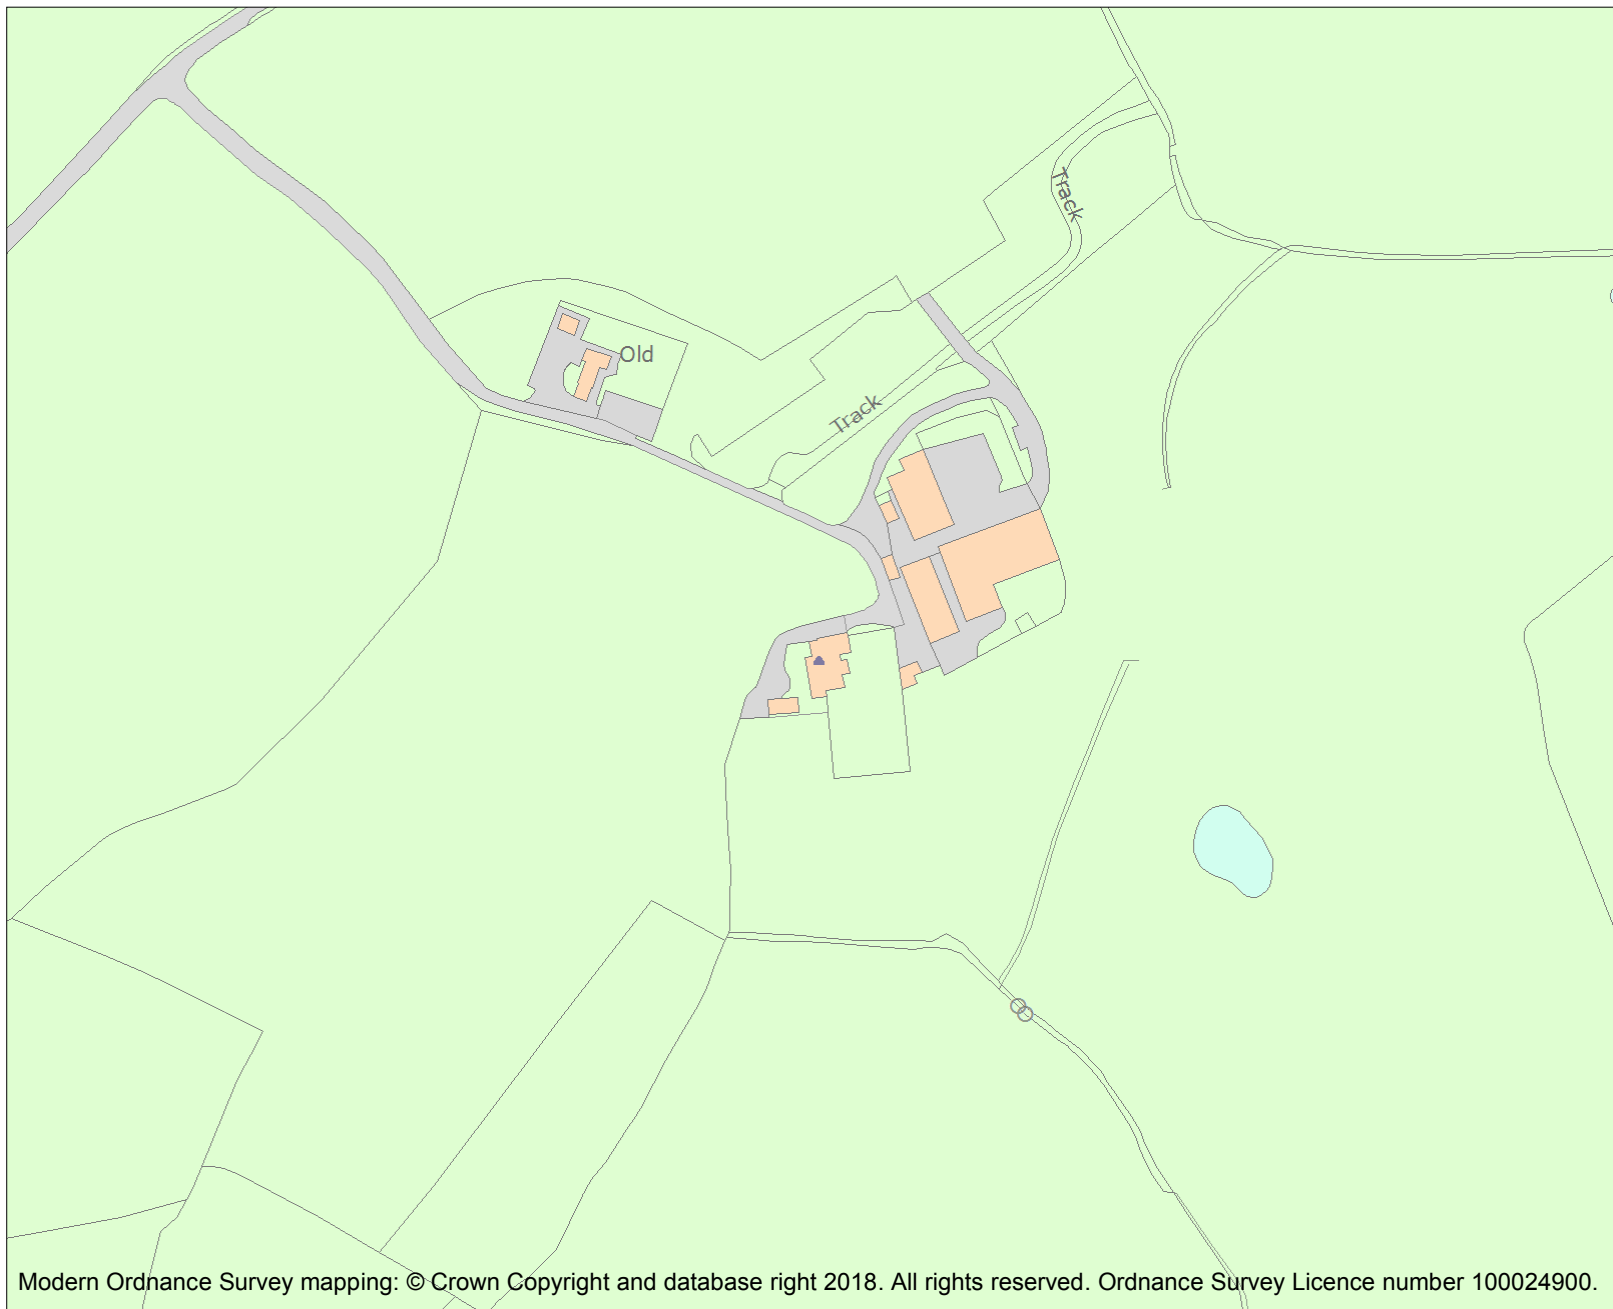 Track
Old
Track
Modern Ordnance Survey mapping: © Crown Copyright and database right 2018. All rights reserved. Ordnance Survey Licence number 100024900.